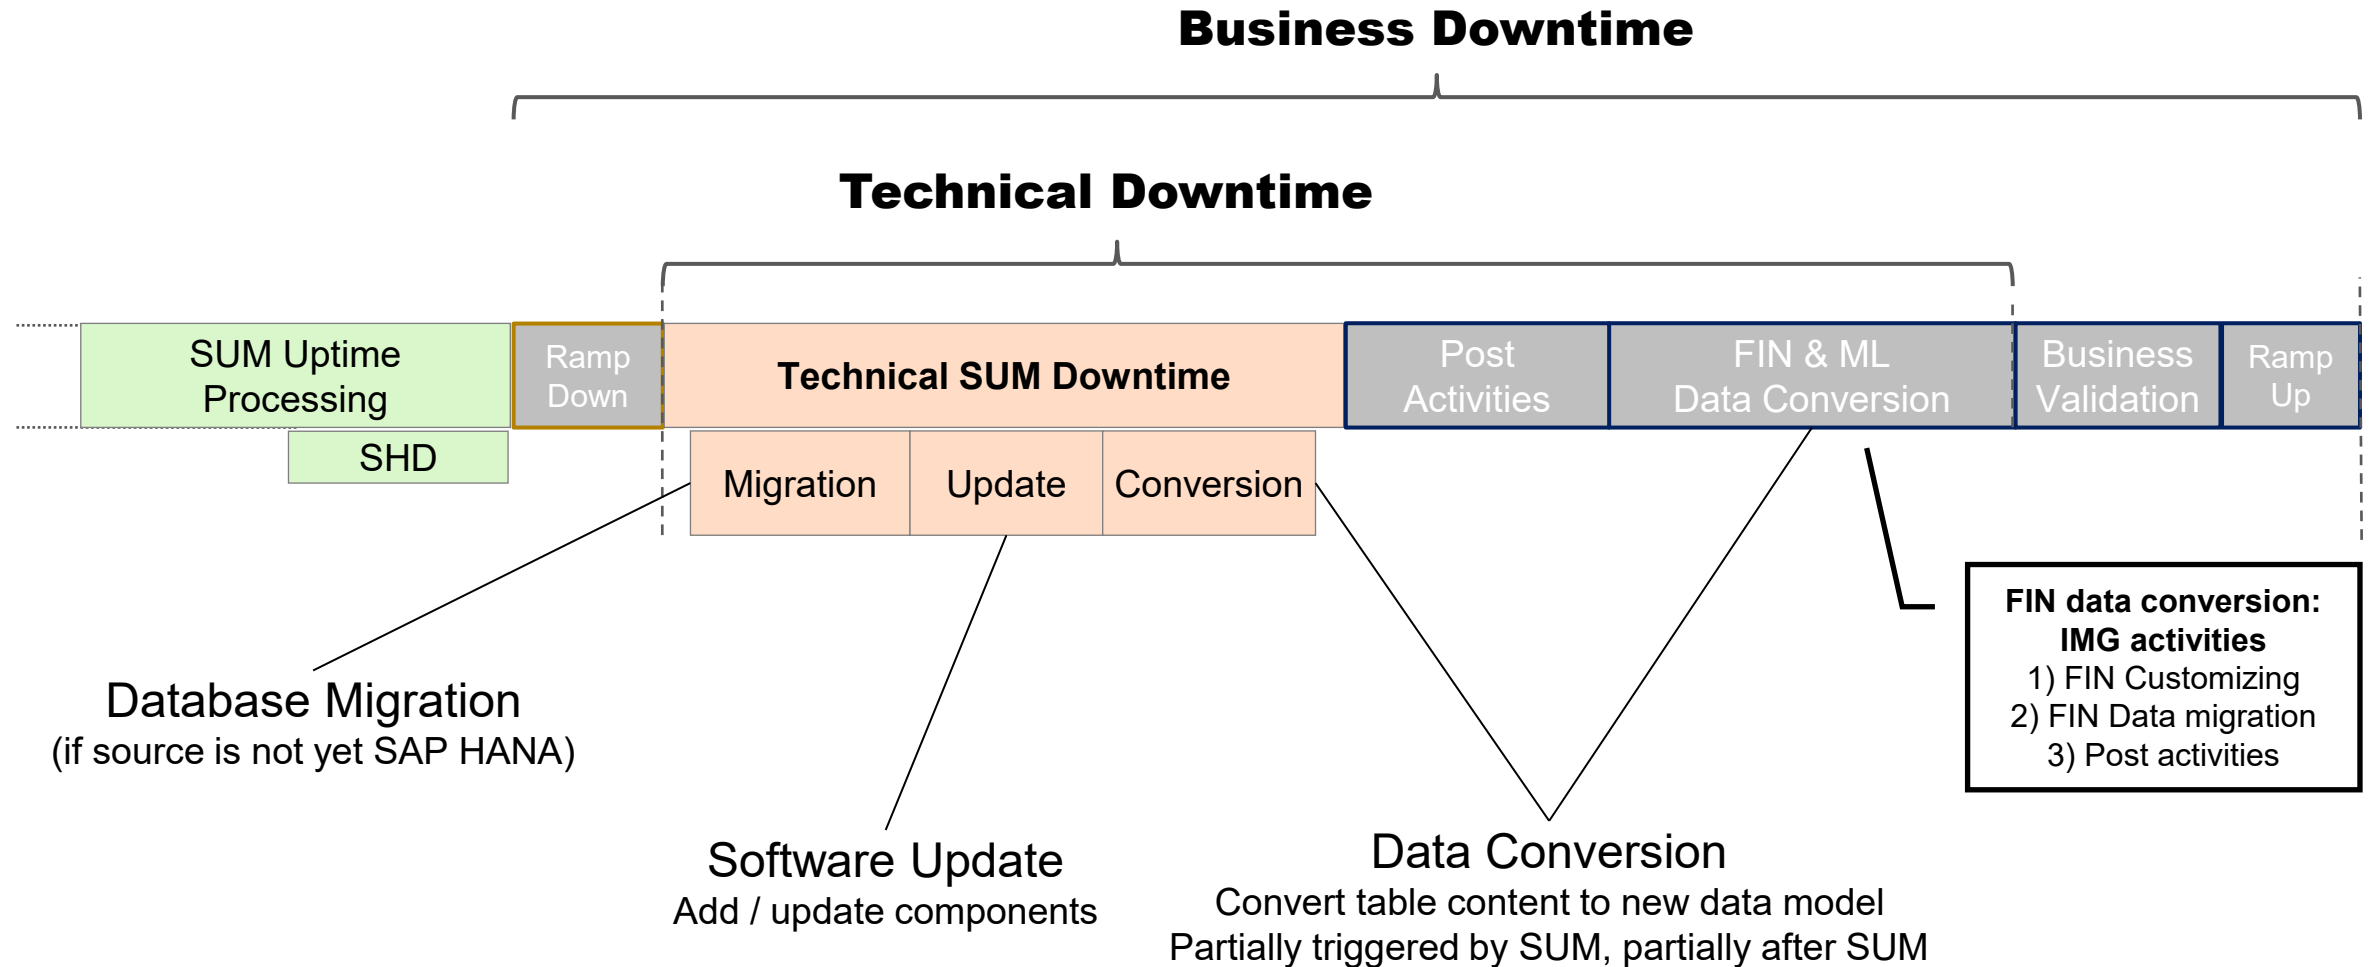 Business Downtime
Technical Downtime
SUM Uptime
Processing
Ramp
Down
Technical SUM Downtime
Post
Activities
FIN & ML
Data Conversion
Business
Validation
Ramp
Up
SHD
Migration
Update
Conversion
Database Migration
(if source is not yet SAP HANA)
Software Update
Add / update components
Data Conversion
Convert table content to new data model
Partially triggered by SUM, partially after SUM
FIN data conversion:
IMG activities
1) FIN Customizing
2) FIN Data migration
3) Post activities